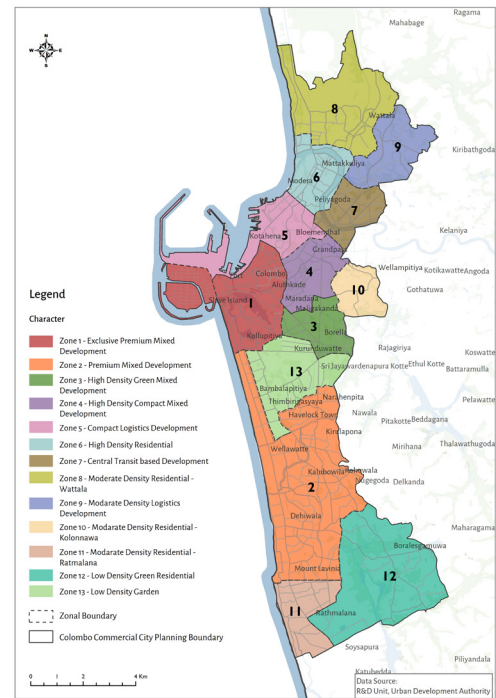 Ragama
Mahabage
N
W E
S
8
Wattala
9
Kiribathgoda
Mattakkuliya
6
Modera
Peliyagoda
7
5
Bloemendhal
Kotahena
Kelaniya
Grandpass
4
Colombo
Wellampitiya
Kotikawatte
Angoda
Aluthkade
10
Gothatuwa
Slave Island
1
Maradana
Maligakanda
3
Kollupitiya
Borella
Kurunduwatte
Rajagiriya
Koswatte
13
Sri Jayawardenapura Kotte
Ethul Kotte
Battaramulla
Bambalapitiya
Thimbirigasyaya
Narahenpita
Pelawatte
Havelock Town
Nawala
Pitakotte
Beddagana
Kirulapona
Wellawatte
Mirihana
Thalawathugoda
Kalubowila
Nugegoda
Delkanda
2
Dehiwala
Maharagama
Boralesgamuwa
Mount Lavinia
12
11
Rathmalana
Soysapura
Katubedda
Piliyandala
Legend
Character
Zone 1 - Exclusive Premium Mixed
Development
Zone 2 - Premium Mixed Development
Zone 3 - High Density Green Mixed
Development
Zone 4 - High Density Compact Mixed
Development
Zone 5 - Compact Logistics Development
Zone 6 - High Density Residential
Zone 7 - Central Transit based Development
Zone 8 - Moderate Density Residential -
Wattala
Zone 9 - Moderate Density Logistics
Development
Zone 10 - Modarate Density Residential -
Kolonnawa
Zone 11 - Modarate Density Residential -
Ratmalana
Zone 12 - Low Density Green Residential
Zone 13 - Low Density Garden
Zonal Boundary
Colombo Commercial City Planning Boundary
0 1 2 4 Km
Data Source:
R&D Unit, Urban Development Authority